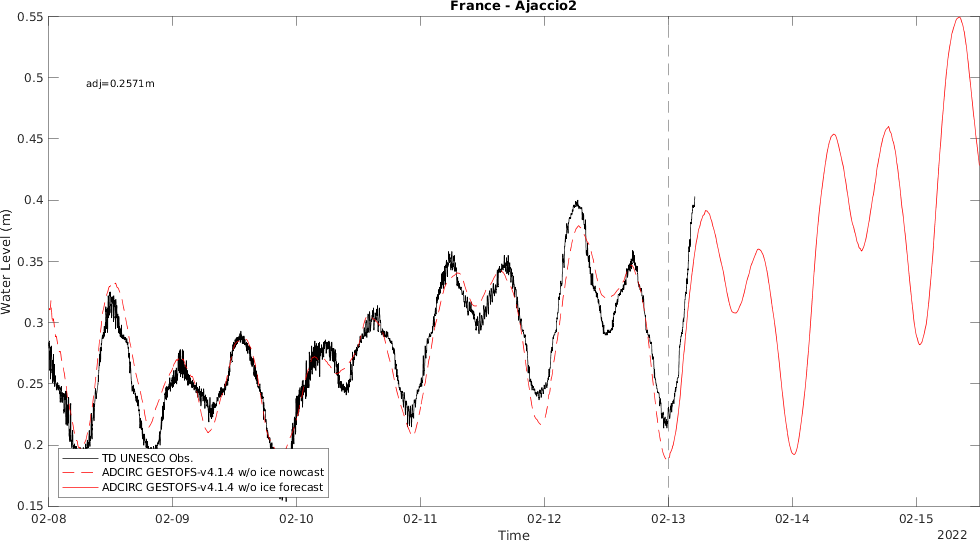 France - Ajaccio2
adj=0.2571m
0.55
0.5
0.45
0.4
0.35
0.3
0.25
0.2
0.15
Water Level (m)
TD UNESCO Obs.
ADCIRC GESTOFS-v4.1.4 w/o ice nowcast
ADCIRC GESTOFS-v4.1.4 w/o ice forecast
02-08 02-09 02-10 02-11 02-12 02-13 02-14 02-15
Time
2022